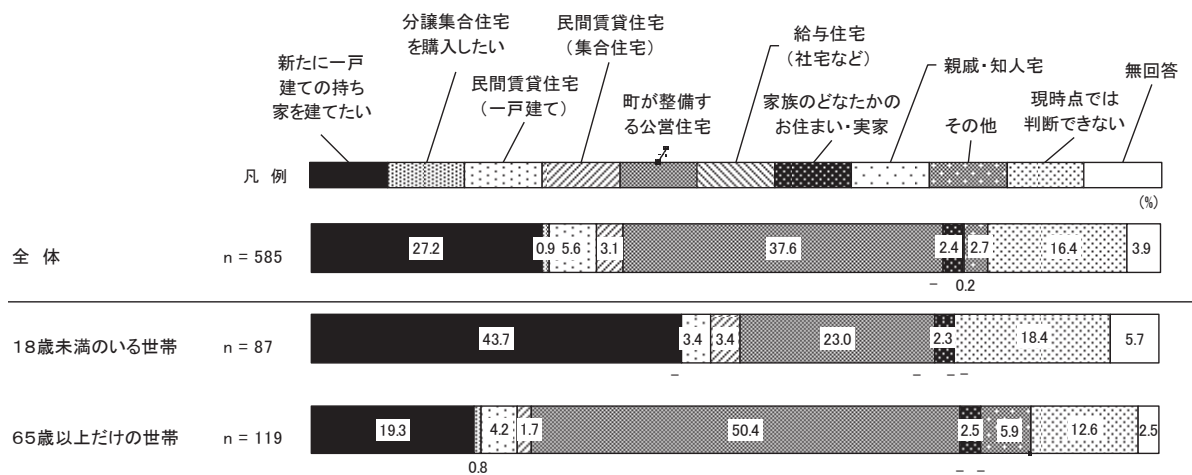 新たに一戸
建ての持ち
家を建てたい
分譲集合住宅
を購入したい
民間賃貸住宅
(一戸建て)
民間賃貸住宅
(集合住宅)
町が整備す
る公営住宅
給与住宅
(社宅など)
家族のどなたかの
お住まい・実家
親戚・知人宅
その他
現時点では
判断できない
無回答
凡 例
(%)
全 体 n = 585 27.2 0.9 5.6 3.1 37.6 2.4 2.7 16.4 3.9
– 0.2
18歳未満のいる世帯 n = 87 43.7 3.4 3.4 23.0 2.3 18.4 5.7
– – – –
65歳以上だけの世帯 n = 119 19.3 4.2 1.7 50.4 2.5 5.9 12.6 2.5
0.8 – –